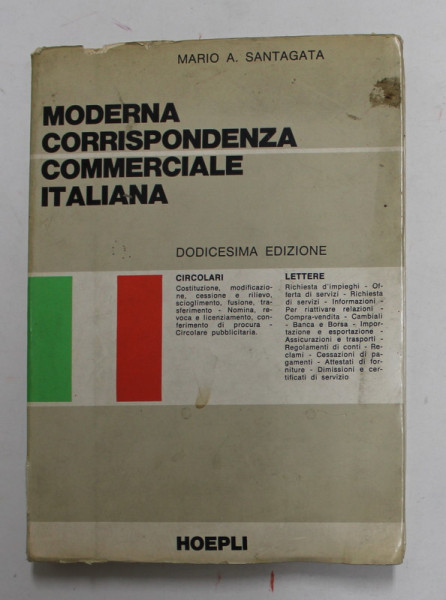 MARIO A. SANTAGATA
MODERNA
CORRISPONDENZA
COMMERCIALE
ITALIANA
DODICESIMA EDIZIONE
CIRCOLARI
Costituzione, modificazio-
ne, cessione e rilievo,
scioglimento, fusione, tra-
sferimento - Nomina, re-
voca e licenziamento, con-
ferimento di procura -
Circolare pubblicitaria.
LETTERE
Richiesta d'impieghi - Of-
ferta di servizi - Richiesta
di servizi - Informazioni -
Per riattivare relazioni -
Compra-vendita - Cambiali
- Banca e Borsa - Impor-
tazione e esportazione -
Assicurazioni e trasporti -
Regolamenti di conti - Re-
clami - Cessazioni di pa-
gamenti - Attestati di for-
niture - Dimissioni e cer-
tificati di servizio
HOEPLI